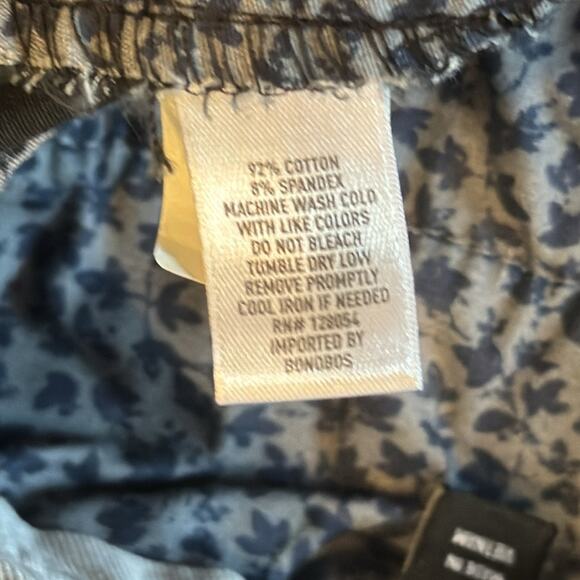 92% COTTON
8% SPANDEX
MACHINE WASH COLD
WITH LIKE COLORS
DO NOT BLEACH
TUMBLE DRY LOW
REMOVE PROMPTLY
COOL IRON IF NEEDED
RN# 128054
IMPORTED BY
BONOBOS